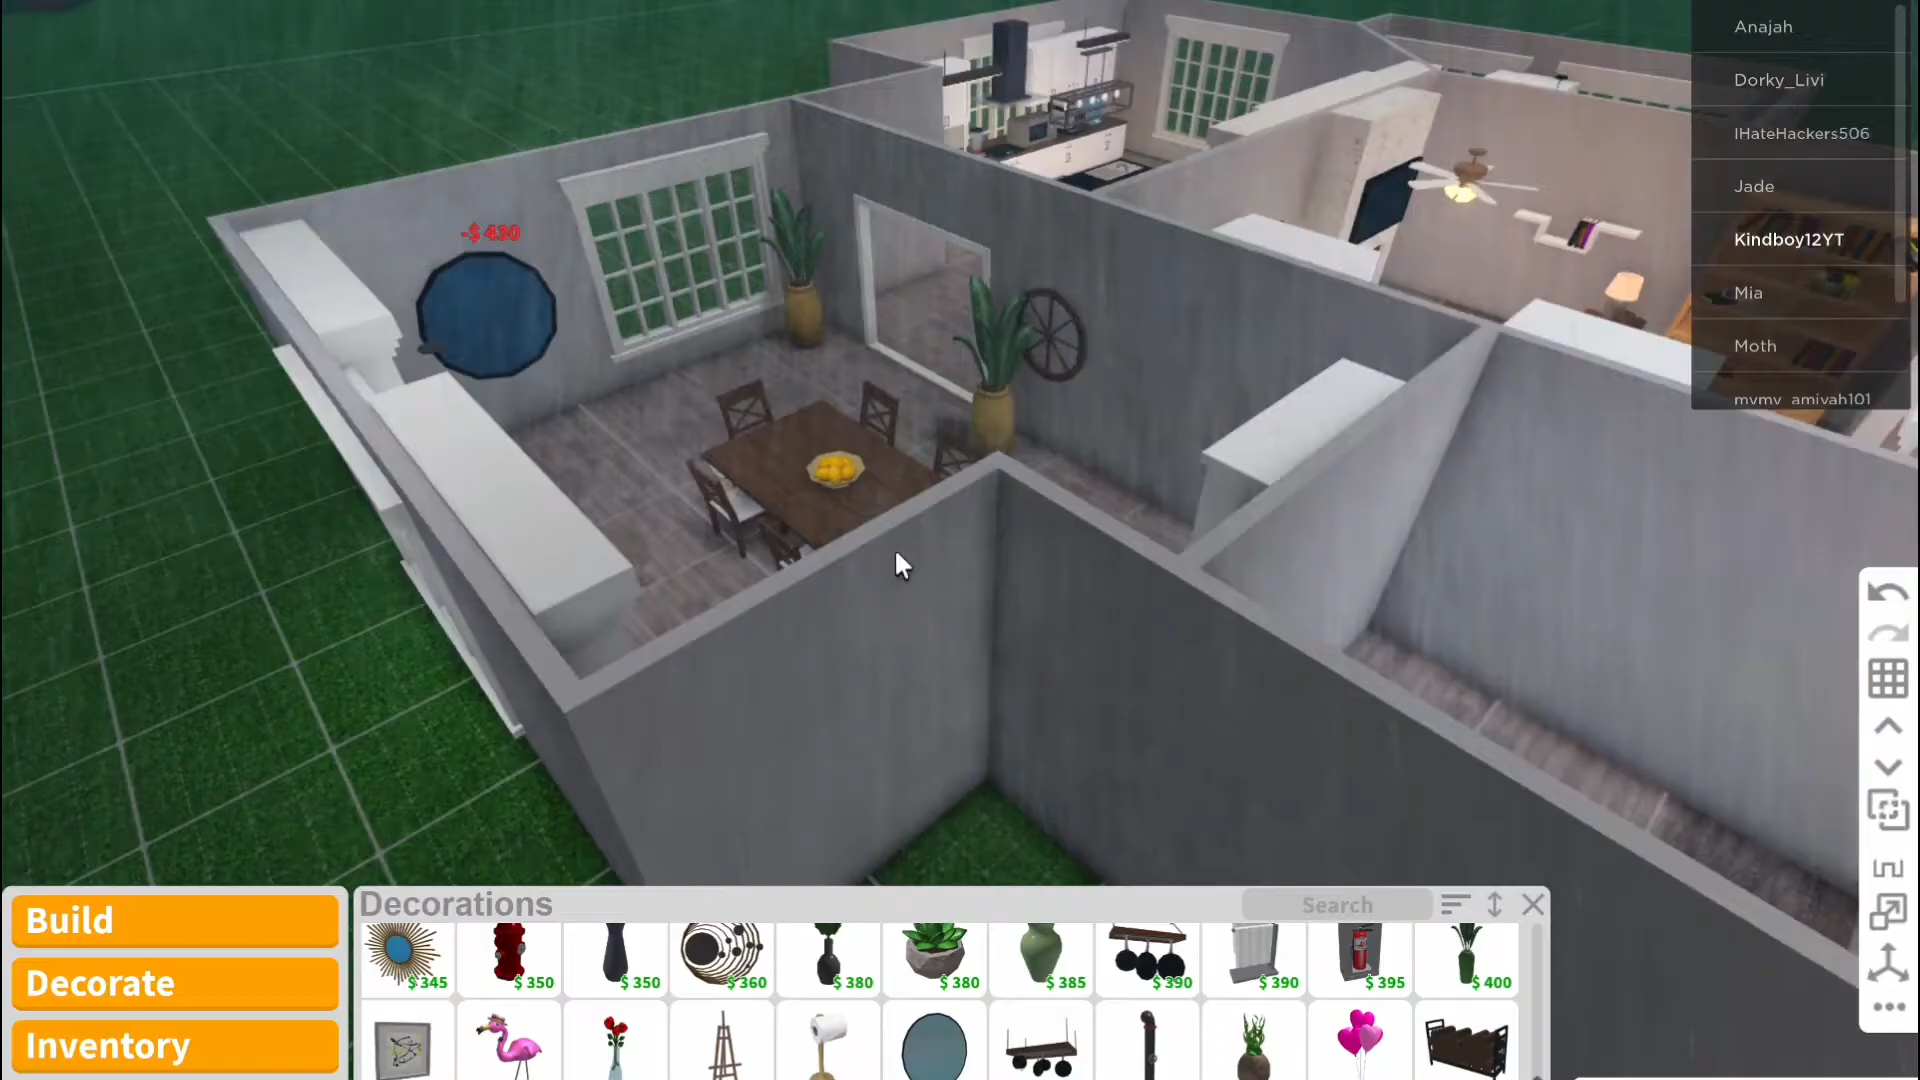 Anajah
Dorky_Livi
IHateHackers506
Jade
-$ 430
Kindboy12YT
Mia
Moth
mymy_amiyah101
Build
Decorations
Search
Decorate
$345
$350
$350
$360
$380
$380
$385
$390
$390
$395
$400
Inventory